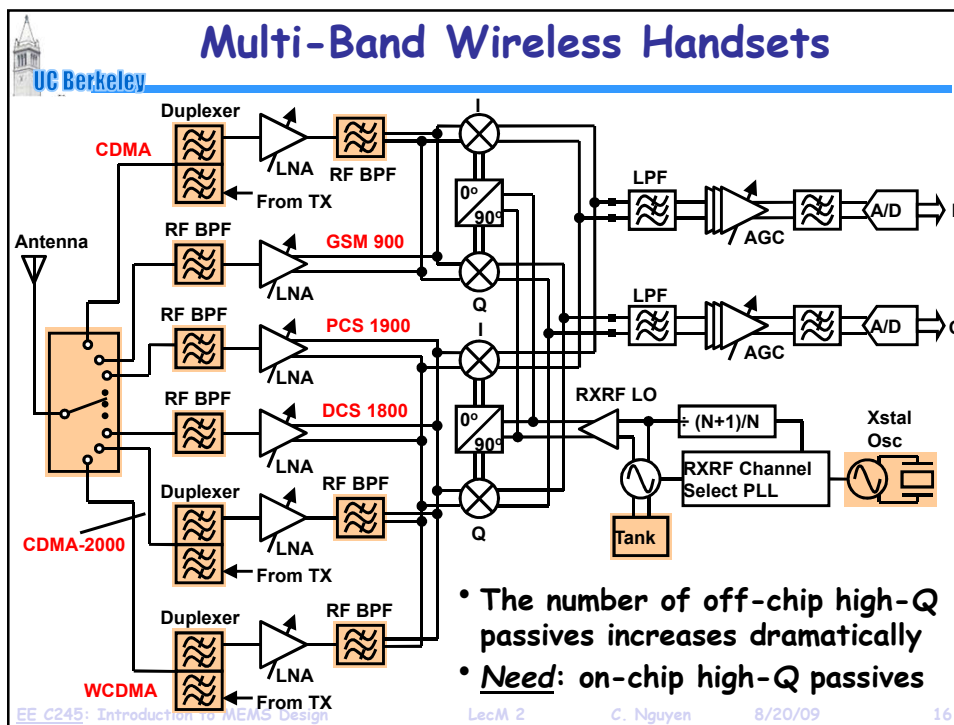 Multi-Band Wireless Handsets
UC Berkeley
Duplexer
CDMA
LNA
RF BPF
From TX
I
0o
90o
Q
LPF
AGC
A/D
Antenna
RF BPF
GSM 900
LNA
LPF
AGC
A/D
RF BPF
PCS 1900
LNA
I
RF BPF
DCS 1800
LNA
0o
90o
Q
RXRF LO
÷ (N+1)/N
Xstal
Osc
RXRF Channel
Select PLL
Tank
Duplexer
RF BPF
LNA
CDMA-2000
From TX
Duplexer
RF BPF
LNA
WCDMA
From TX
• The number of off-chip high-Q
passives increases dramatically
• Need: on-chip high-Q passives
EE C245: Introduction to MEMS Design LecM 2 C. Nguyen 8/20/09 16